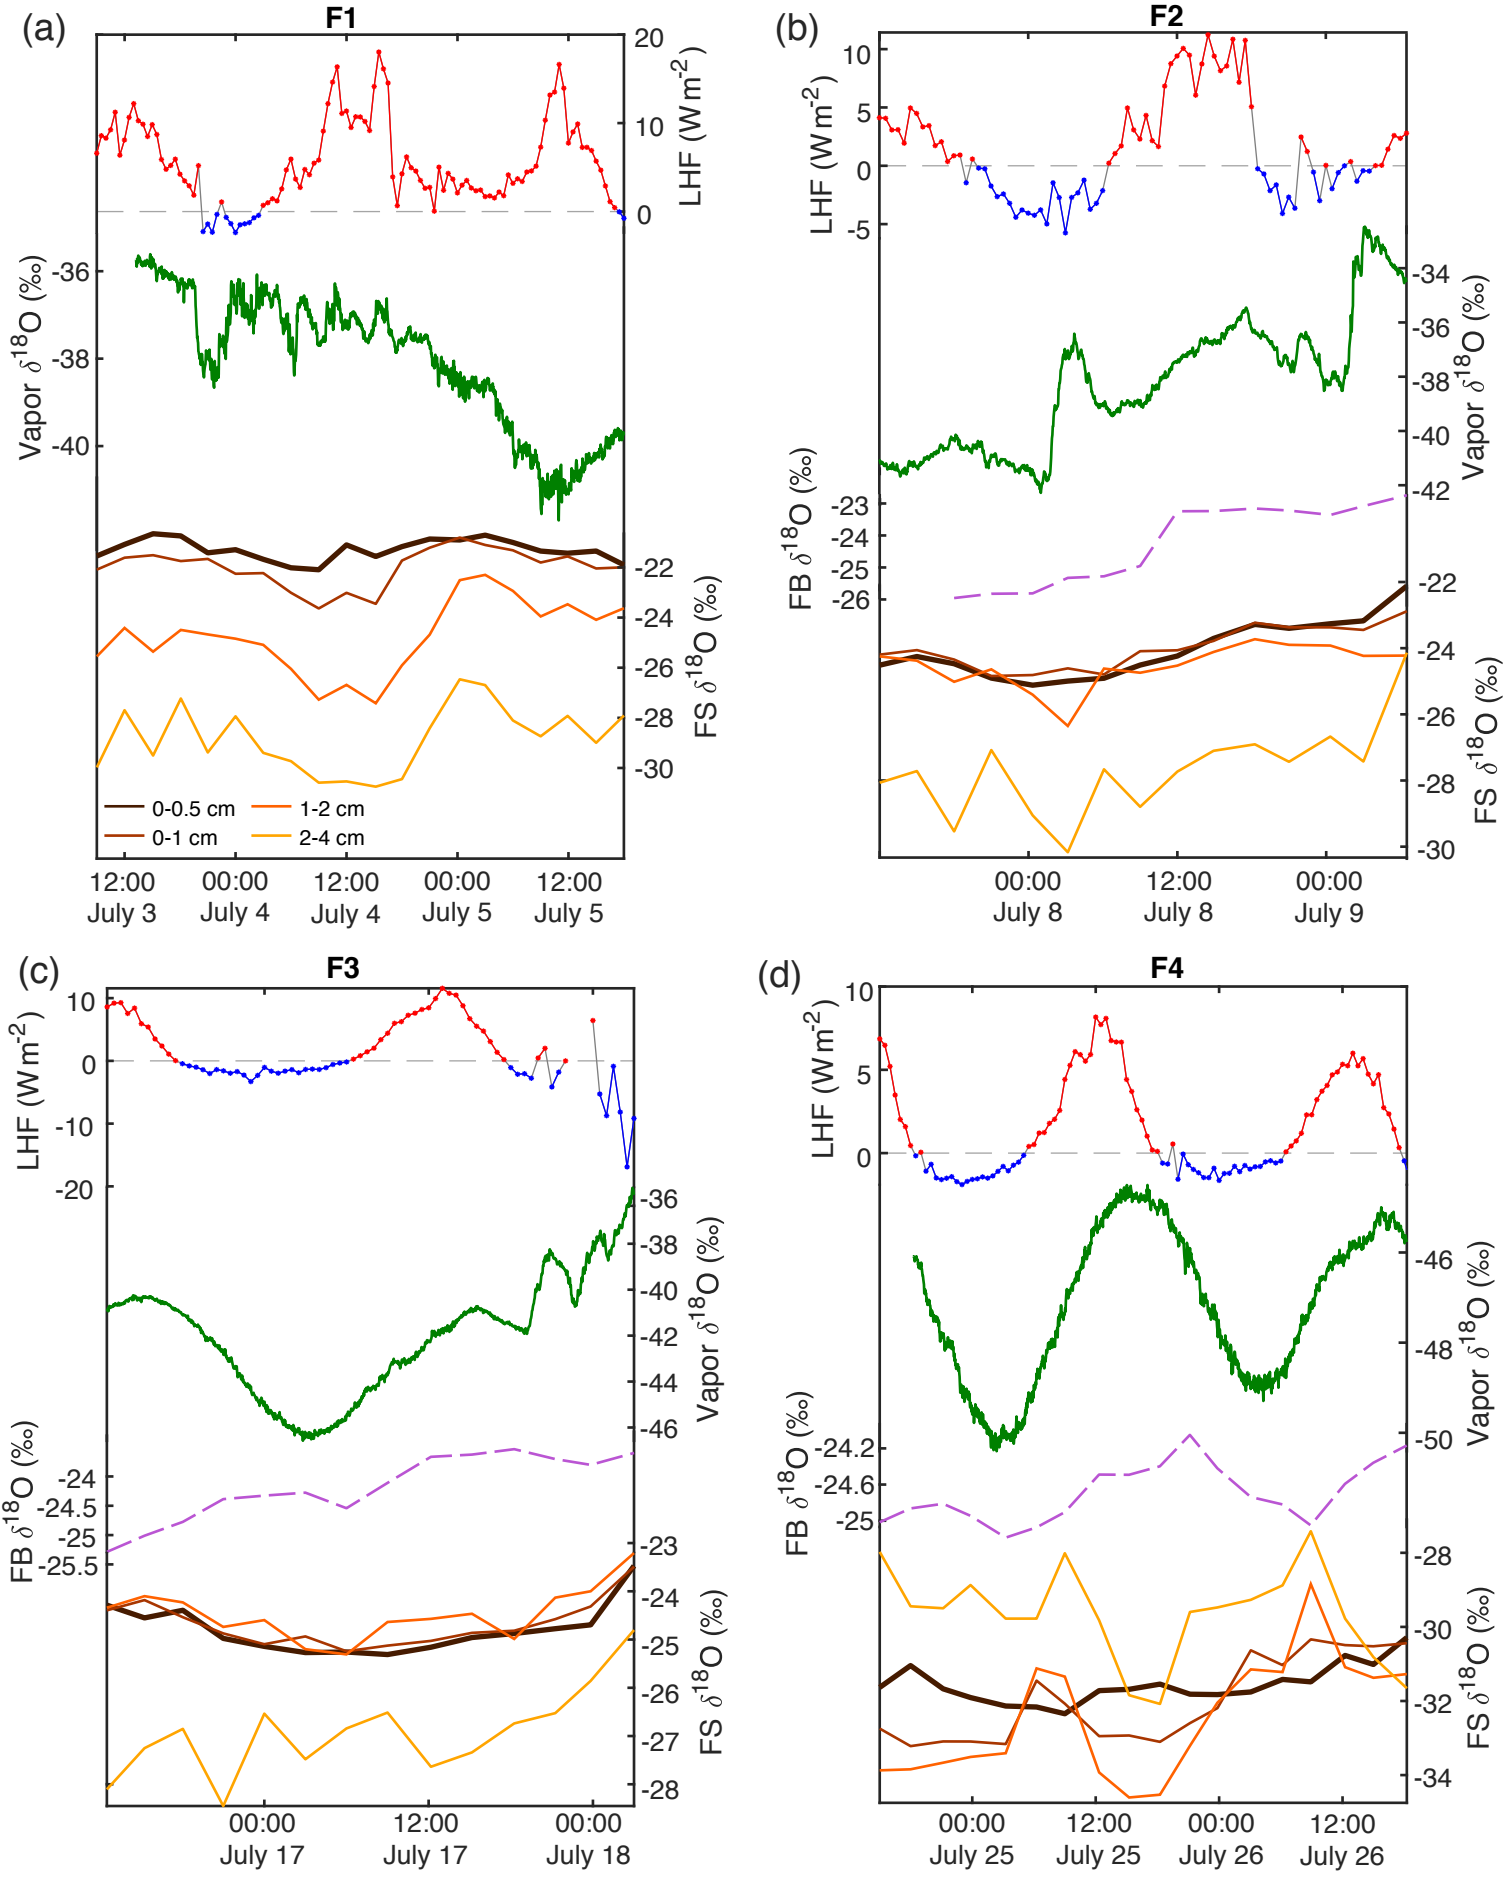 (a)
F1
20
10
0
LHF (W m-2)
-36
-38
-40
Vapor δ18O (‰)
-22
-24
-26
-28
-30
FS δ18O (‰)
0-0.5 cm
1-2 cm
0-1 cm
2-4 cm
12:00
00:00
12:00
00:00
12:00
July 3
July 4
July 4
July 5
July 5
(b)
F2
10
5
0
-5
LHF (W m-2)
-34
-36
-38
-40
-42
Vapor δ18O (‰)
-23
-24
-25
-26
FB δ18O (‰)
-22
-24
-26
-28
-30
FS δ18O (‰)
00:00
12:00
00:00
July 8
July 8
July 9
(c)
F3
10
0
-10
-20
LHF (W m-2)
-36
-38
-40
-42
-44
-46
Vapor δ18O (‰)
-24
-24.5
-25
-25.5
FB δ18O (‰)
-23
-24
-25
-26
-27
-28
FS δ18O (‰)
00:00
12:00
00:00
July 17
July 17
July 18
(d)
F4
10
5
0
LHF (W m-2)
-46
-48
-50
Vapor δ18O (‰)
-24.2
-24.6
-25
FB δ18O (‰)
-28
-30
-32
-34
FS δ18O (‰)
00:00
12:00
00:00
12:00
July 25
July 25
July 26
July 26